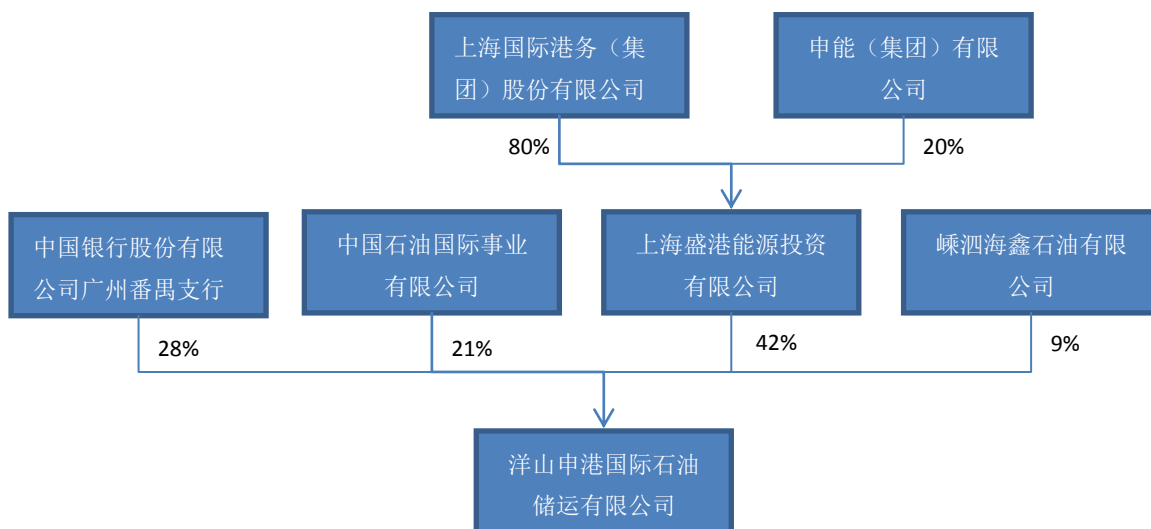 上海国际港务（集
团）股份有限公司
申能（集团）有限
公司
80%
20%
中国银行股份有限
公司广州番禺支行
中国石油国际事业
有限公司
上海盛港能源投资
有限公司
嵊泗海鑫石油有限
公司
28%
21%
42%
9%
洋山申港国际石油
储运有限公司